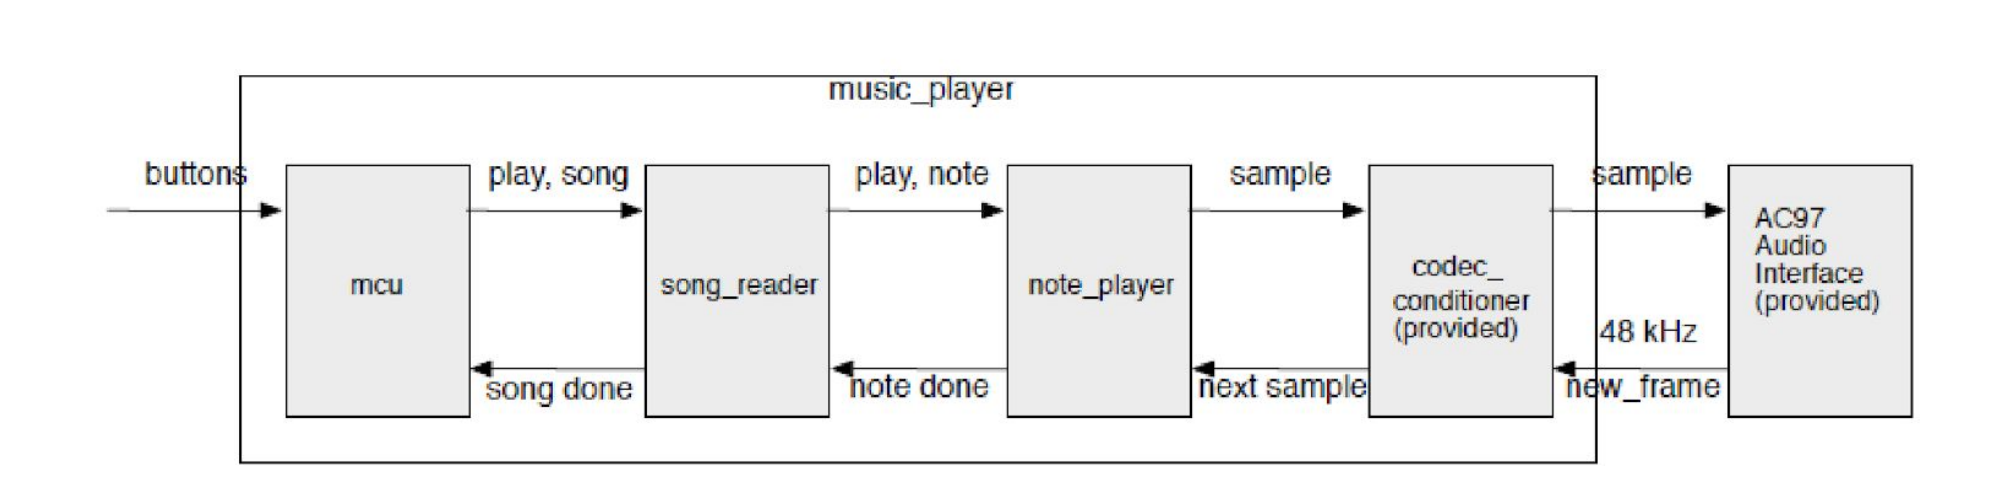 music_player
buttons
play, song
play, note
sample
sample
mcu
song_reader
note_player
codec_
conditioner
(provided)
AC97
Audio
Interface
(provided)
48 kHz
song done
note done
next sample
new_frame